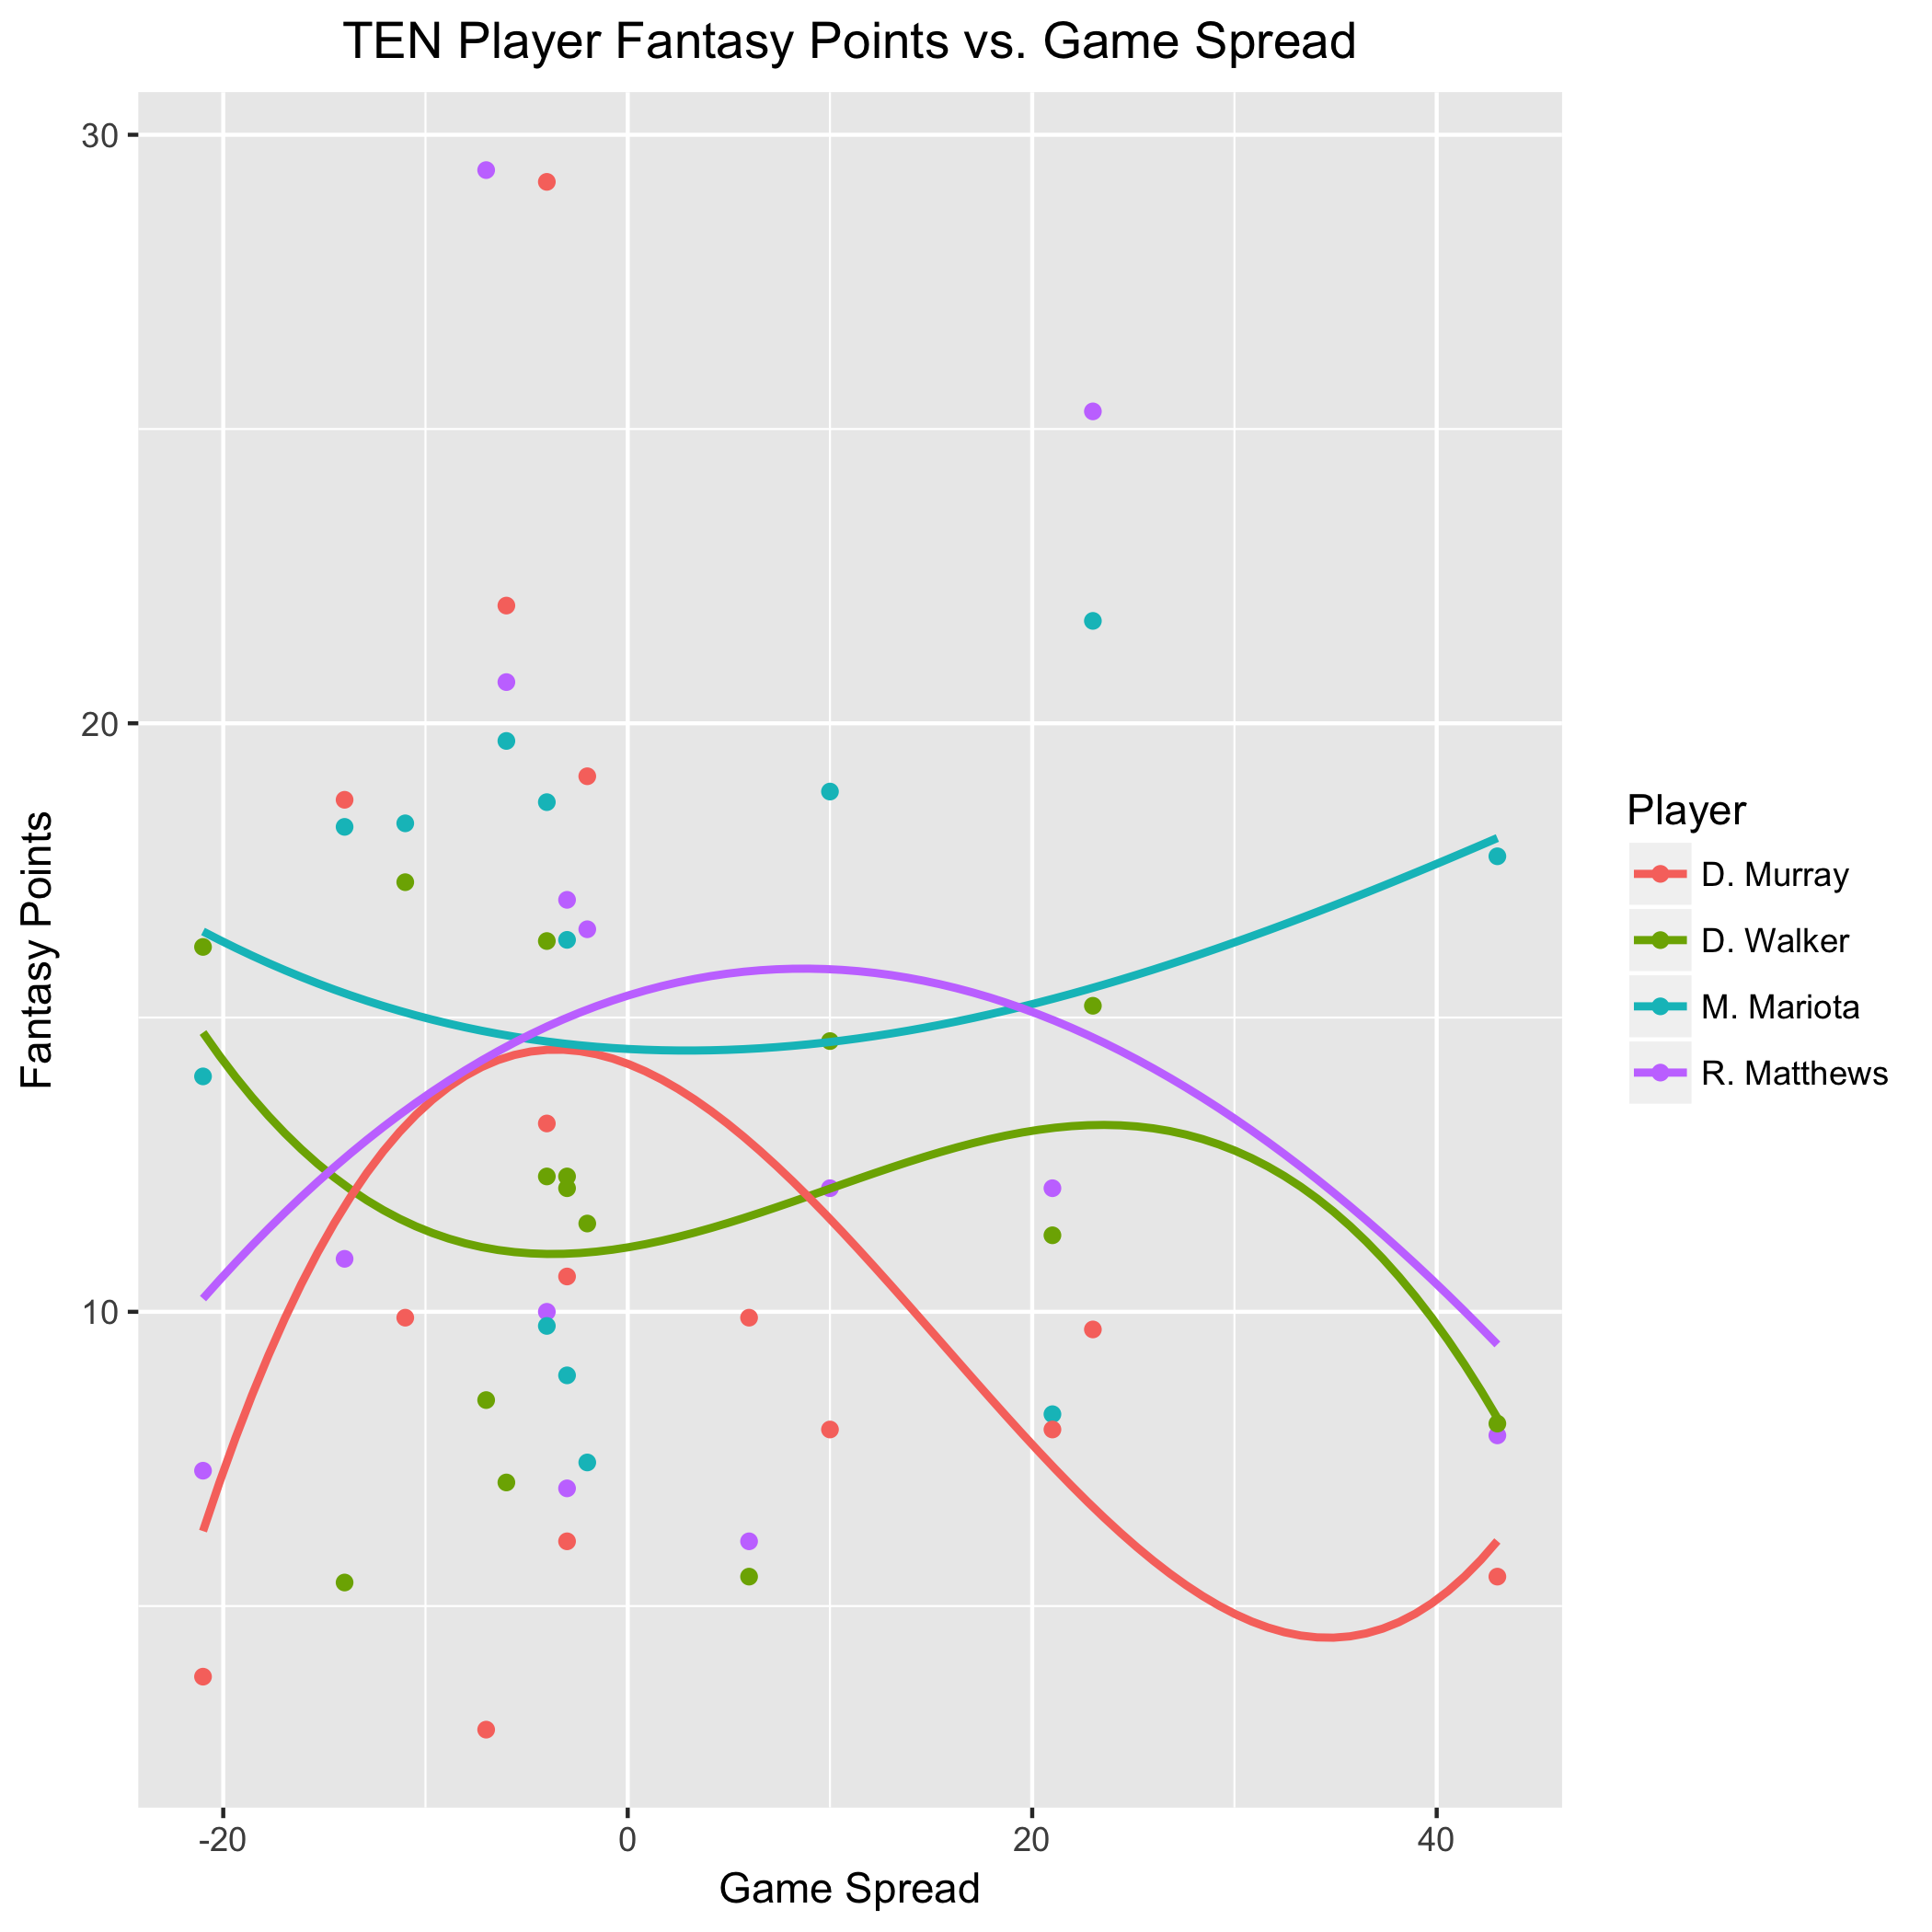 TEN Player Fantasy Points vs. Game Spread
30
20
10
Fantasy Points
-20 0 20 40
Game Spread
Player
D. Murray
D. Walker
M. Mariota
R. Matthews